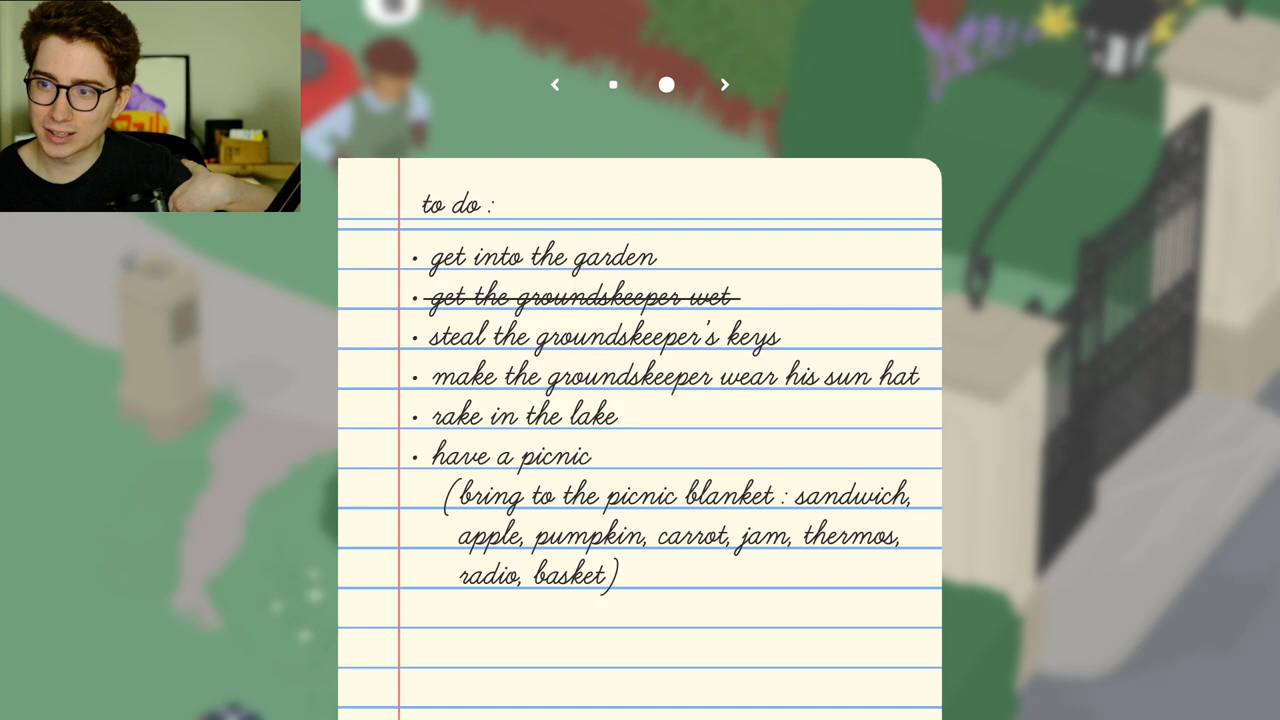 to do :
• get into the garden
• get the groundskeeper wet
• steal the groundskeeper's keys
• make the groundskeeper wear his sun hat
• rake in the lake
• have a picnic
(bring to the picnic blanket : sandwich,
apple, pumpkin, carrot, jam, thermos,
radio, basket)